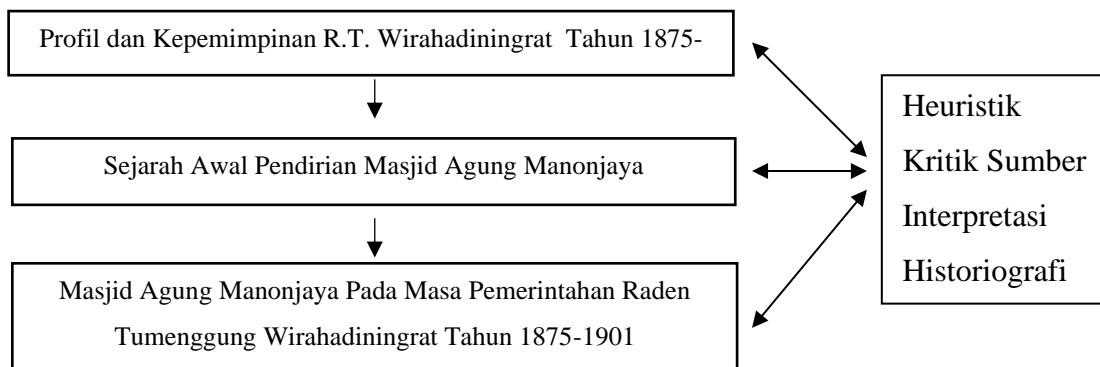 Profil dan Kepemimpinan R.T. Wirahadiningrat Tahun 1875-
Sejarah Awal Pendirian Masjid Agung Manonjaya
Masjid Agung Manonjaya Pada Masa Pemerintahan Raden
Tumenggung Wirahadiningrat Tahun 1875-1901
Heuristik
Kritik Sumber
Interpretasi
Historiografi